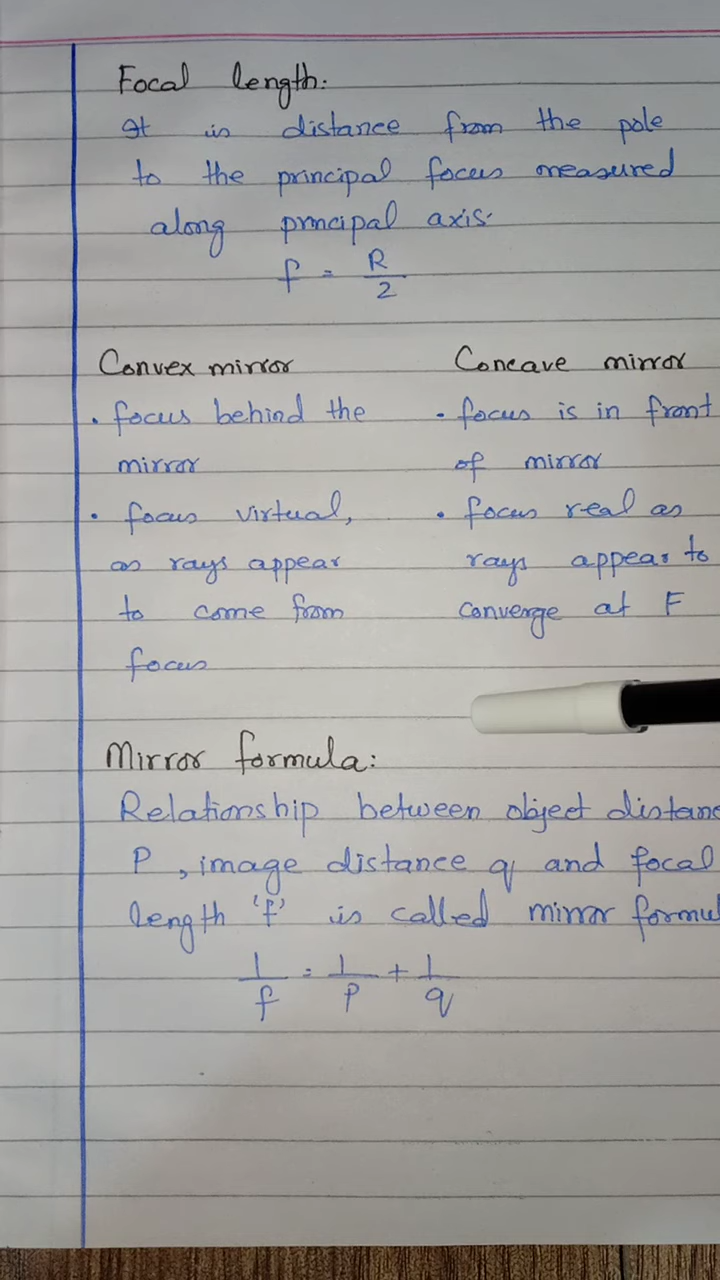 Focal length:
It is distance from the pole
to the principal focus measured
along principal axis.
f = R/2
Convex mirror
• focus behind the
mirror
• focus virtual,
as rays appear
to come from
focus
Concave mirror
• focus is in front
of mirror
• focus real as
rays appear to
converge at F
Mirror formula:
Relationship between object distanc
P, image distance q and focal
length 'f' is called mirror formul
1/f = 1/P + 1/q